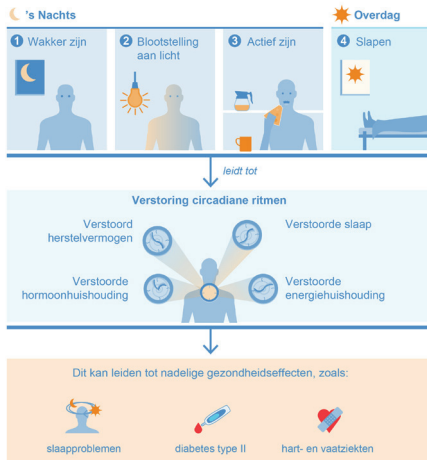 's Nachts
Overdag
1 Wakker zijn
2 Blootstelling
aan licht
3 Actief zijn
4 Slapen
leidt tot
Verstoring circadiane ritmen
Verstoord
herstelvermogen
Verstoorde slaap
Verstoorde
hormoonhuishouding
Verstoorde
energiehuishouding
Dit kan leiden tot nadelige gezondheidseffecten, zoals:
slaapproblemen
diabetes type II
hart- en vaatziekten